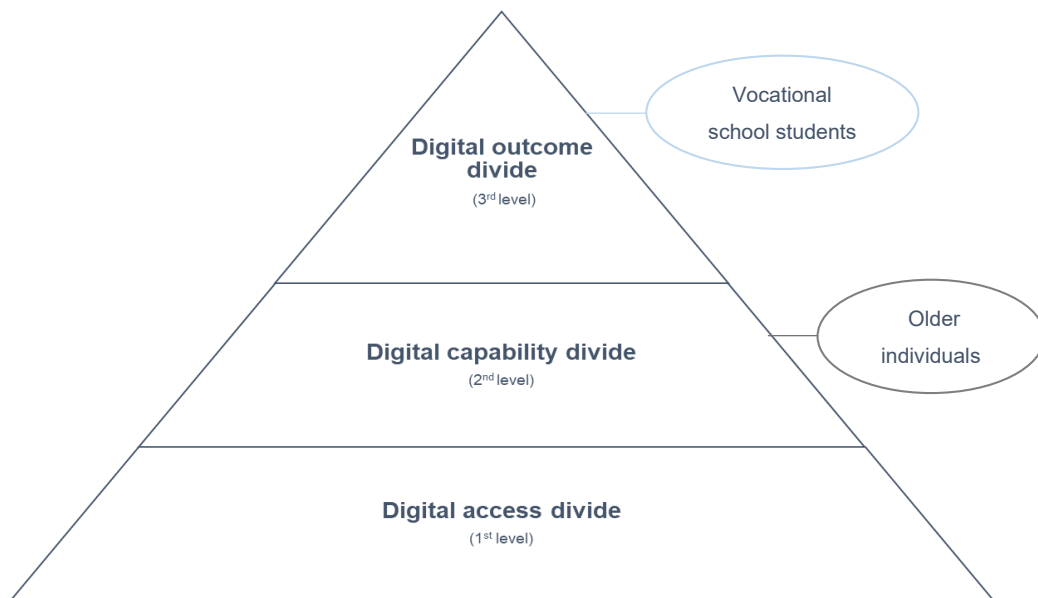 Vocational
school students
Digital outcome
divide
(3rd level)
Older
individuals
Digital capability divide
(2nd level)
Digital access divide
(1st level)